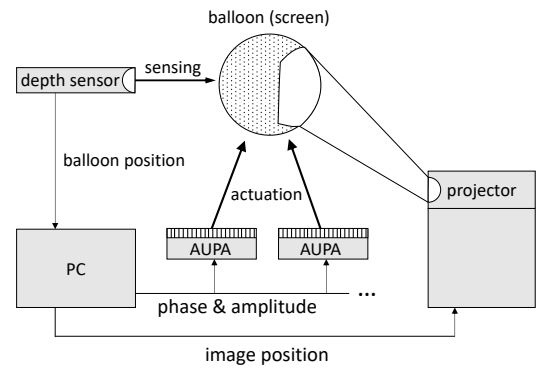 balloon (screen)
sensing
depth sensor
balloon position
actuation
projector
AUPA
AUPA
PC
phase & amplitude
...
image position